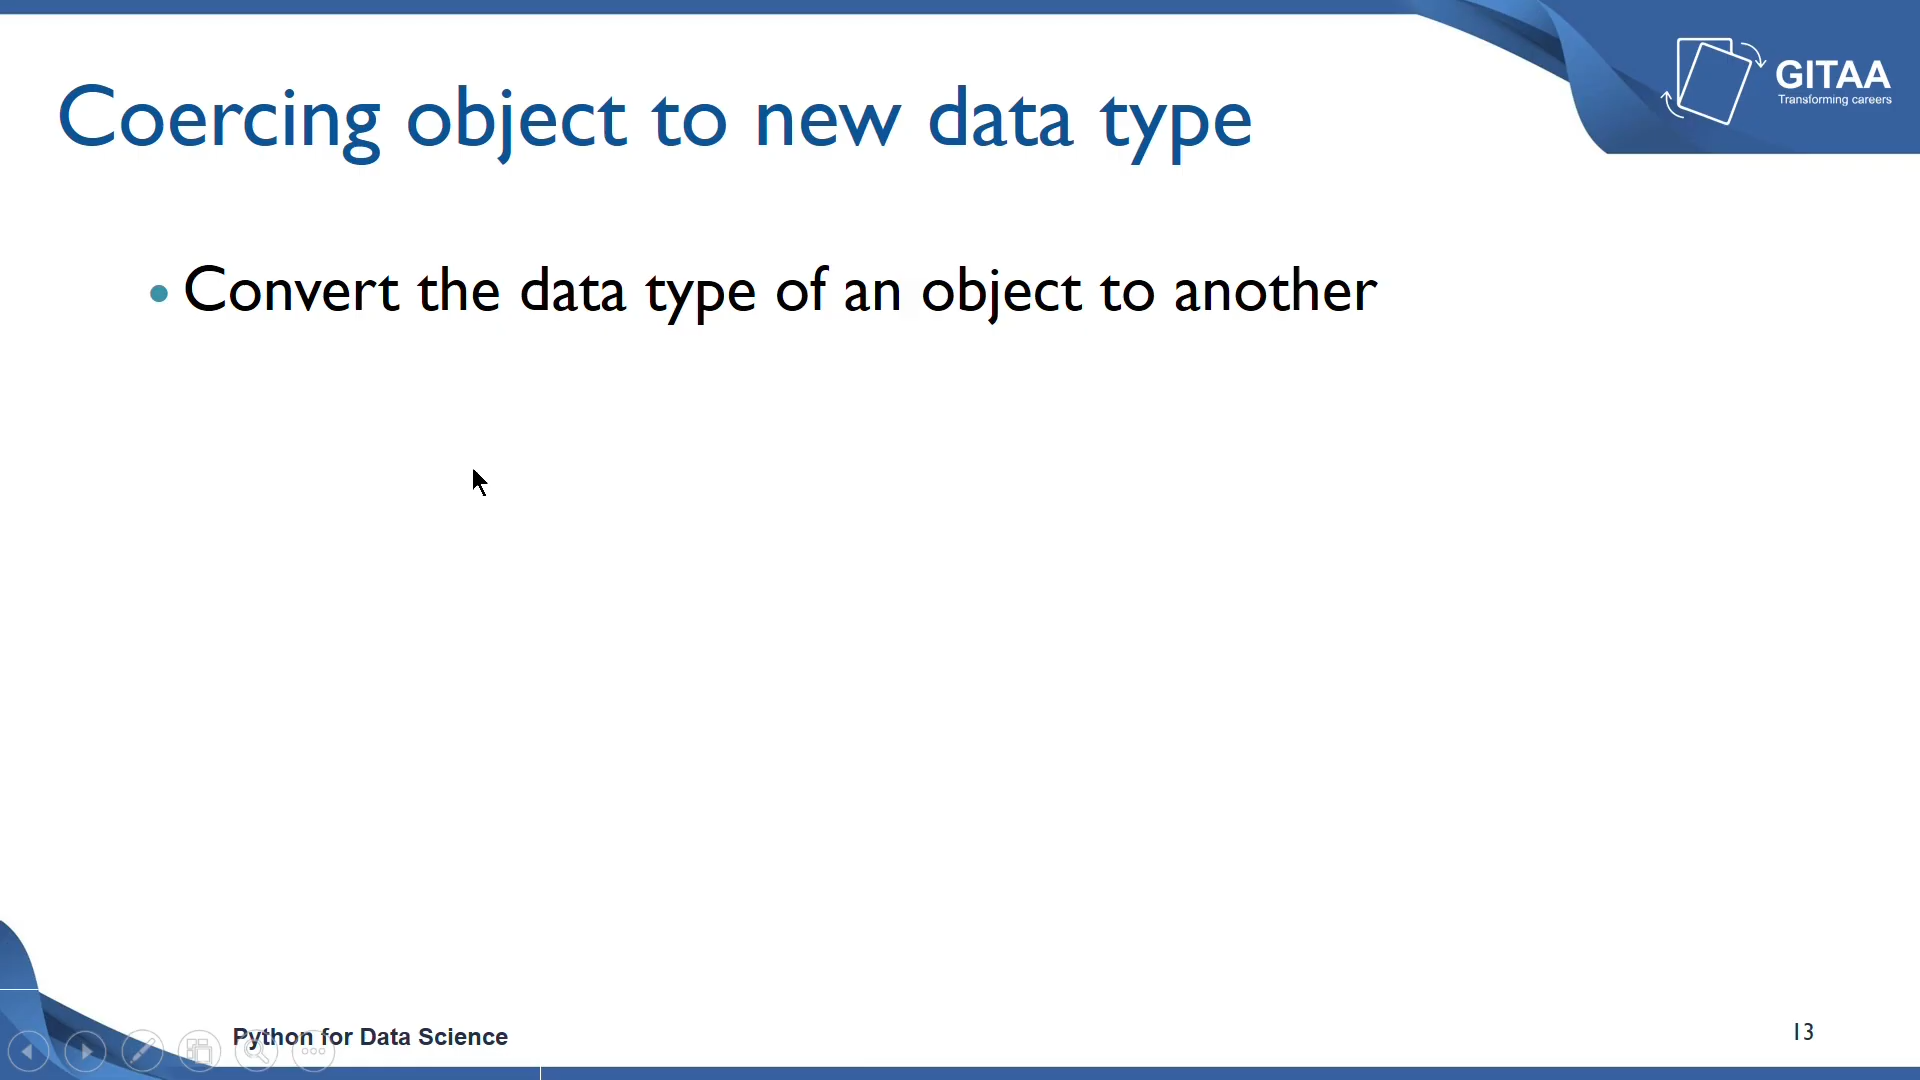 GITAA
Transforming careers
Coercing object to new data type
• Convert the data type of an object to another
Python for Data Science
13